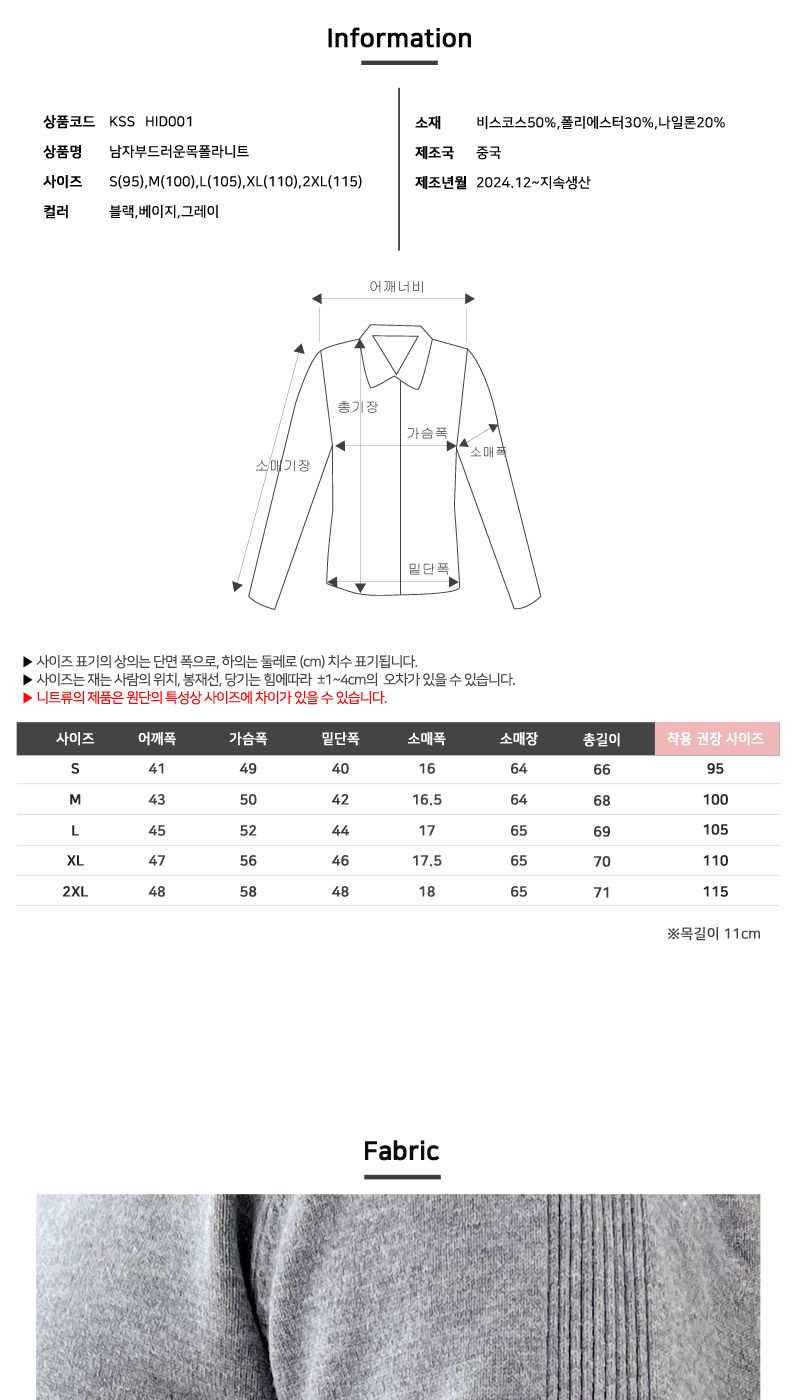 Information
상품코드 KSS HID001
상품명 남자부드러운목폴라니트
사이즈 S(95),M(100),L(105),XL(110),2XL(115)
컬러 블랙,베이지,그레이
소재 비스코스50%,폴리에스터30%,나일론20%
제조국 중국
제조년월 2024.12~지속생산
어깨너비
총기장
가슴폭
소매폭
소매기장
밑단폭
▶ 사이즈 표기의 상의는 단면 폭으로, 하의는 둘레로 (cm) 치수 표기됩니다.
▶ 사이즈는 재는 사람의 위치, 봉재선, 당기는 힘에따라 ±1~4cm의 오차가 있을 수 있습니다.
▶ 니트류의 제품은 원단의 특성상 사이즈에 차이가 있을 수 있습니다.
사이즈 어깨폭 가슴폭 밑단폭 소매폭 소매장 총길이 착용 권장 사이즈
S 41 49 40 16 64 66 95
M 43 50 42 16.5 64 68 100
L 45 52 44 17 65 69 105
XL 47 56 46 17.5 65 70 110
2XL 48 58 48 18 65 71 115
※목길이 11cm
Fabric